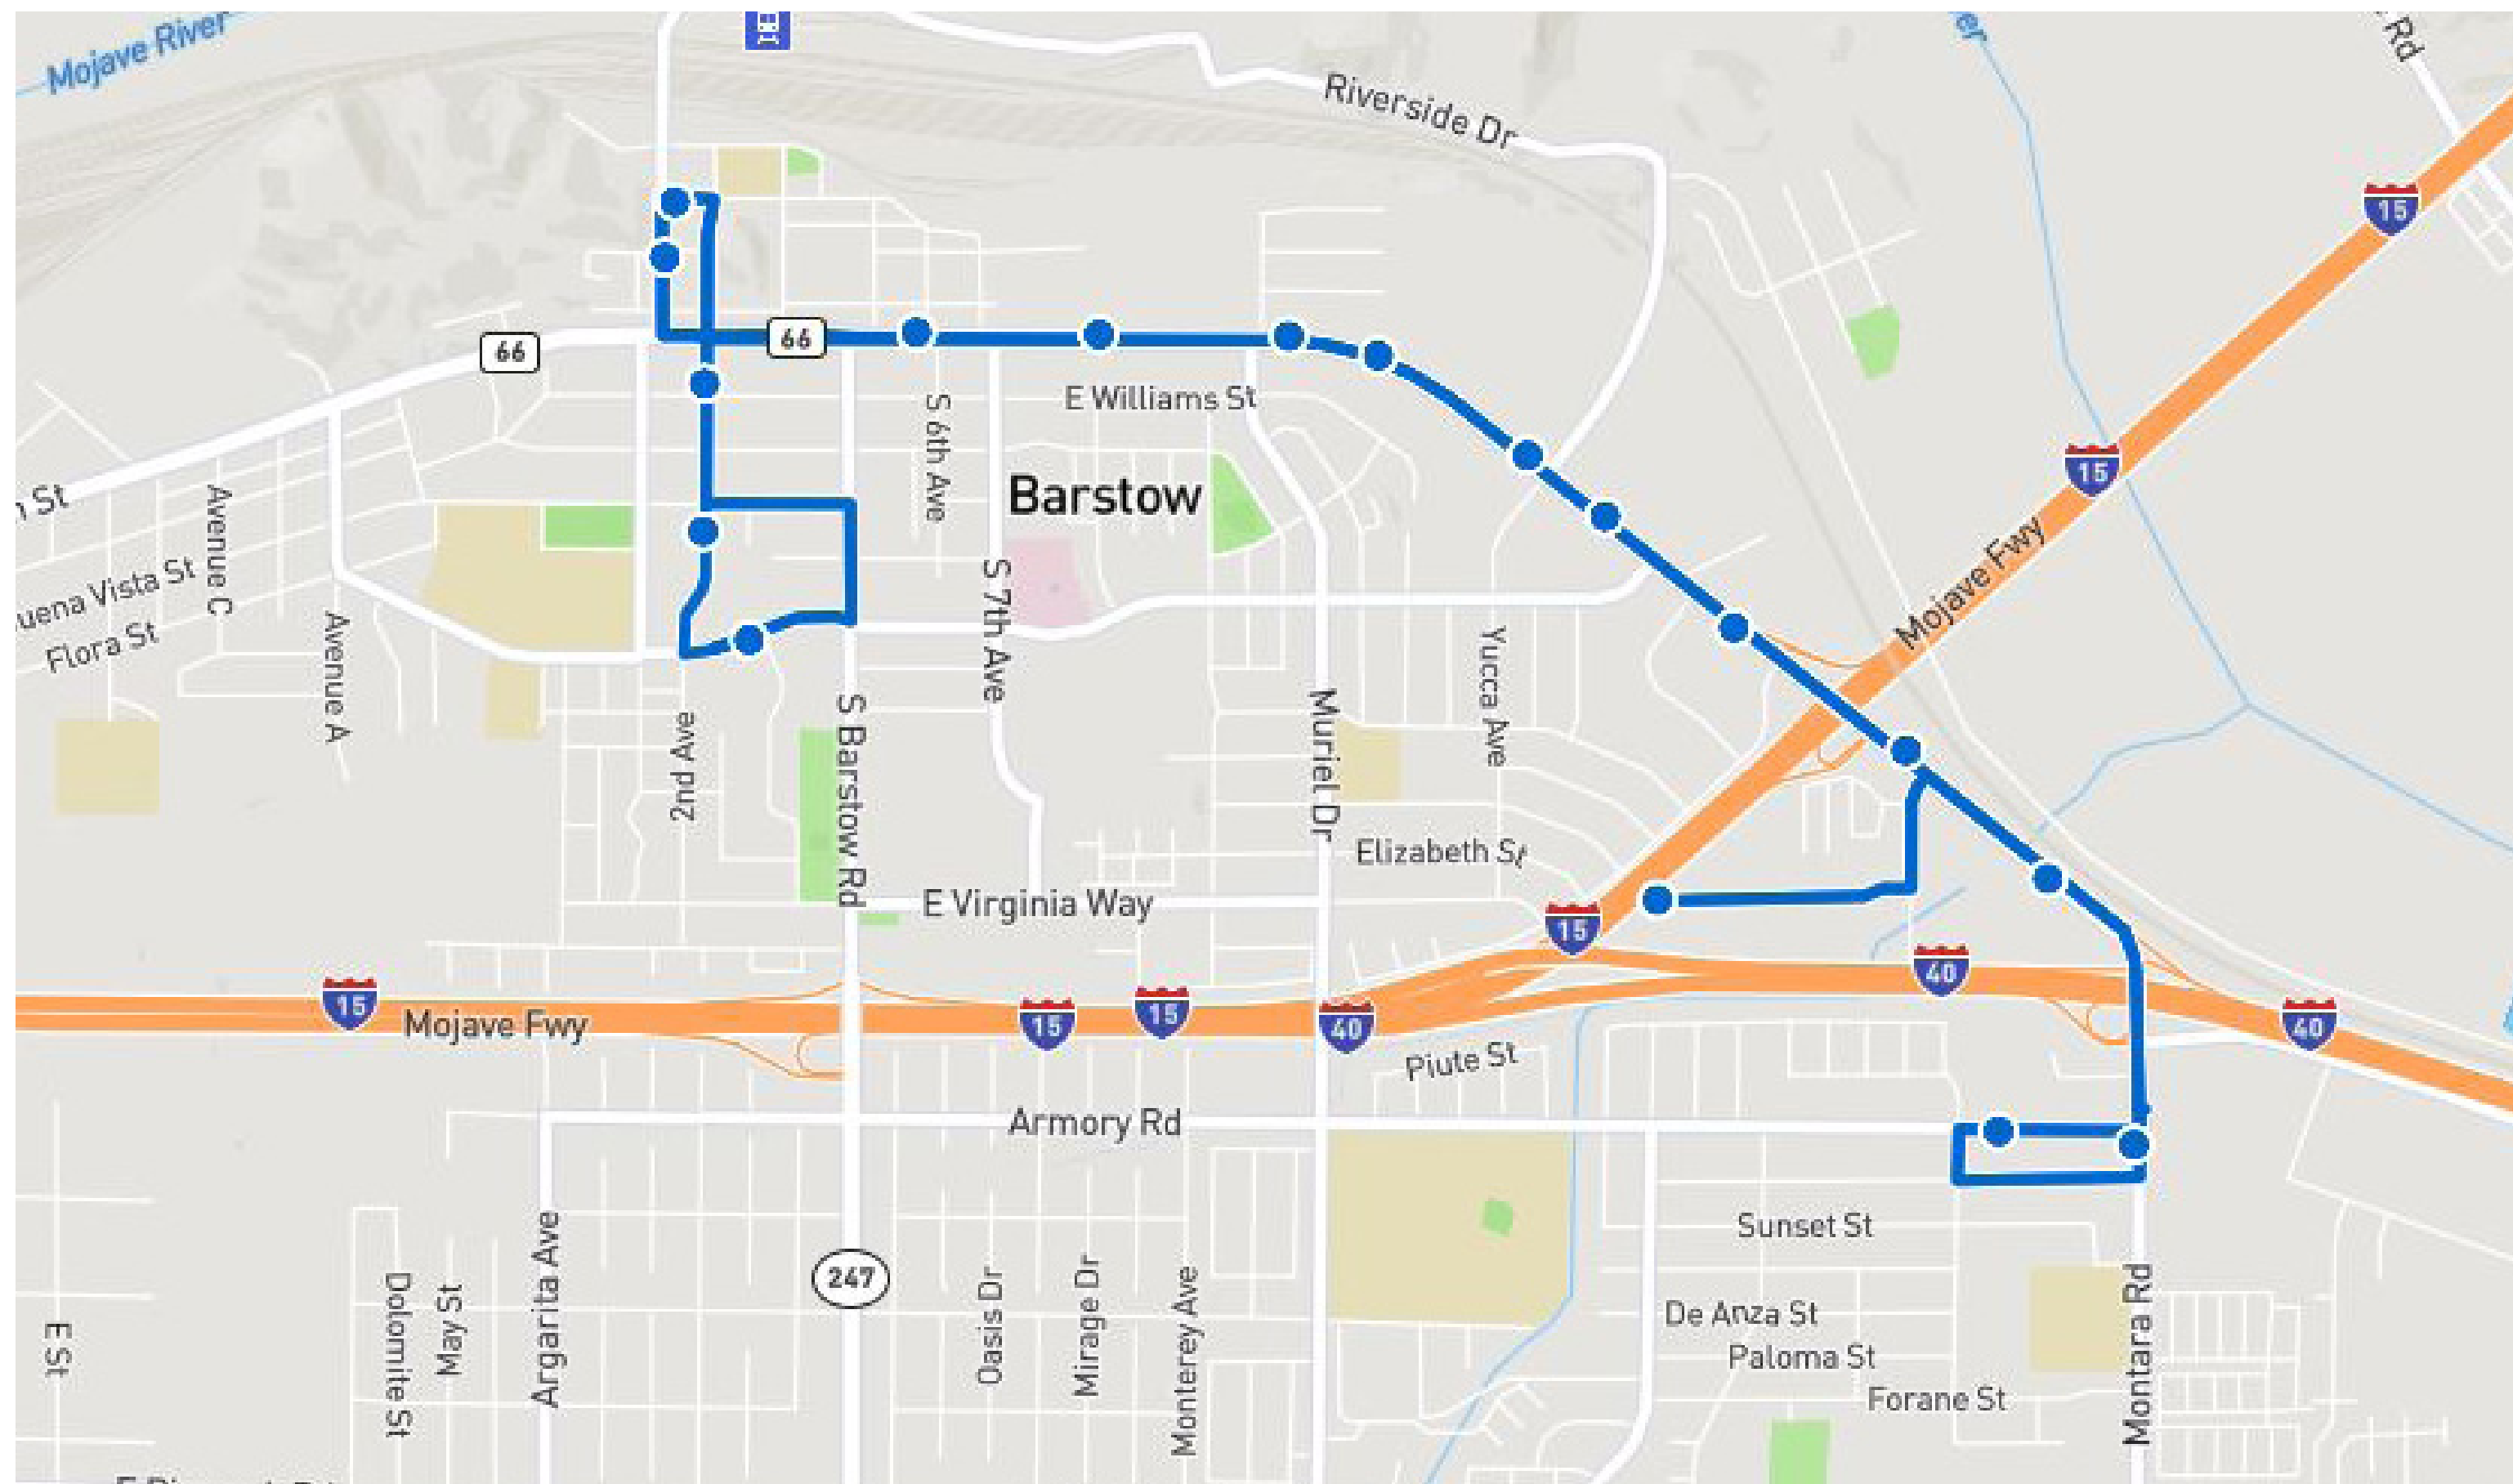 Mojave River
Rd
Riverside Dr
15
66
66
E Williams St
S 6th Ave
15
Barstow
St
Avenue C
Mojave Fwy
Vista St
Flora St
S 7th Ave
Avenue A
Yucca Ave
Muriel Dr
S Barstow Rd
2nd Ave
Elizabeth St
E Virginia Way
15
40
15
Mojave Fwy
15
15
40
40
Piute St
Armory Rd
Sunset St
247
Argarita Ave
Dolomite St
May St
Oasis Dr
Mirage Dr
Monterey Ave
E St
De Anza St
Paloma St
Forane St
Montara Rd